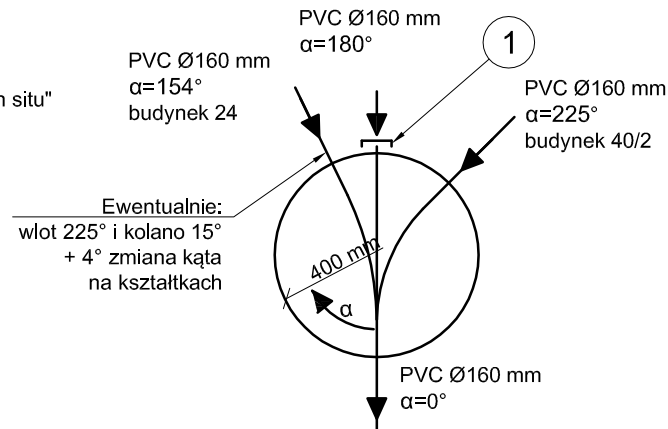 PVC Ø160 mm
α=180°
1
PVC Ø160 mm
α=154°
budynek 24
situ"
PVC Ø160 mm
α=225°
budynek 40/2
Ewentualnie:
wlot 225° i kolano 15°
+ 4° zmiana kąta
na kształtkach
400 mm
α
PVC Ø160 mm
α=0°